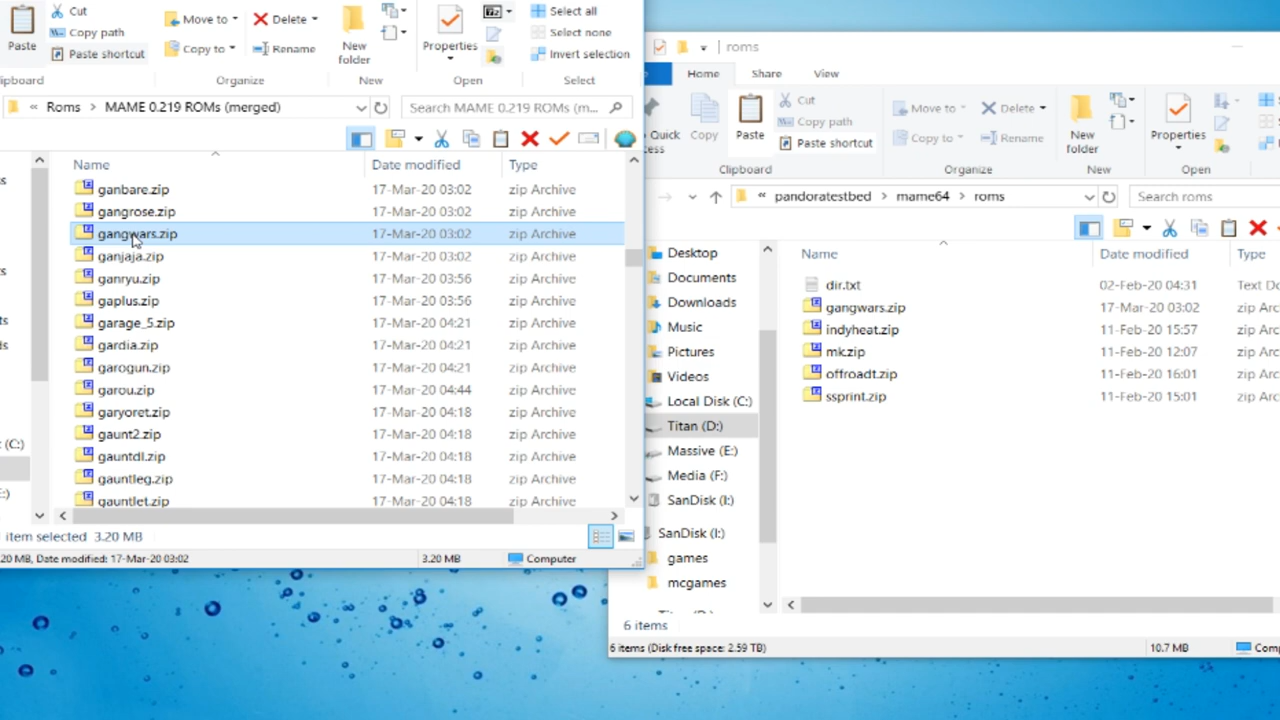 Cut
Copy path
Paste
Paste shortcut
Move to
Copy to
Delete
Rename
New folder
Properties
Select all
Select none
Invert selection
Organize
New
Open
Select
« Roms > MAME 0.219 ROMs (merged)
Search MAME 0.219 ROMs (m...
Name Date modified Type
ganbare.zip 17-Mar-20 03:02 zip Archive
gangrose.zip 17-Mar-20 03:02 zip Archive
gangwars.zip 17-Mar-20 03:02 zip Archive
ganjaja.zip 17-Mar-20 03:02 zip Archive
ganryu.zip 17-Mar-20 03:56 zip Archive
gaplus.zip 17-Mar-20 03:56 zip Archive
garage_5.zip 17-Mar-20 04:21 zip Archive
gardia.zip 17-Mar-20 04:21 zip Archive
garogun.zip 17-Mar-20 04:21 zip Archive
garou.zip 17-Mar-20 04:44 zip Archive
garyoret.zip 17-Mar-20 04:18 zip Archive
gaunt2.zip 17-Mar-20 04:18 zip Archive
gauntdl.zip 17-Mar-20 04:18 zip Archive
gauntleg.zip 17-Mar-20 04:18 zip Archive
gauntlet.zip 17-Mar-20 04:18 zip Archive
item selected 3.20 MB
20 MB, Date modified: 17-Mar-20 03:02 3.20 MB Computer
roms
Home Share View
Quick
Copy
Paste
Cut
Copy path
Paste shortcut
Move to
Copy to
Delete
Rename
New folder
Properties
Clipboard
Organize
New
Open
« pandoratestbed > mame64 > roms
Search roms
Desktop
Documents
Downloads
Music
Pictures
Videos
Local Disk (C:)
Titan (D:)
Massive (E:)
Media (F:)
SanDisk (I:)
SanDisk (I:)
games
mcgames
Name Date modified Type
dir.txt 02-Feb-20 04:31 Text Do
gangwars.zip 17-Mar-20 03:02 zip Arc
indyheat.zip 11-Feb-20 15:57 zip Arc
mk.zip 11-Feb-20 12:07 zip Arc
offroadt.zip 11-Feb-20 16:01 zip Arc
ssprint.zip 11-Feb-20 15:01 zip Arc
6 items
6 items (Disk free space: 2.59 TB) 10.7 MB Comp